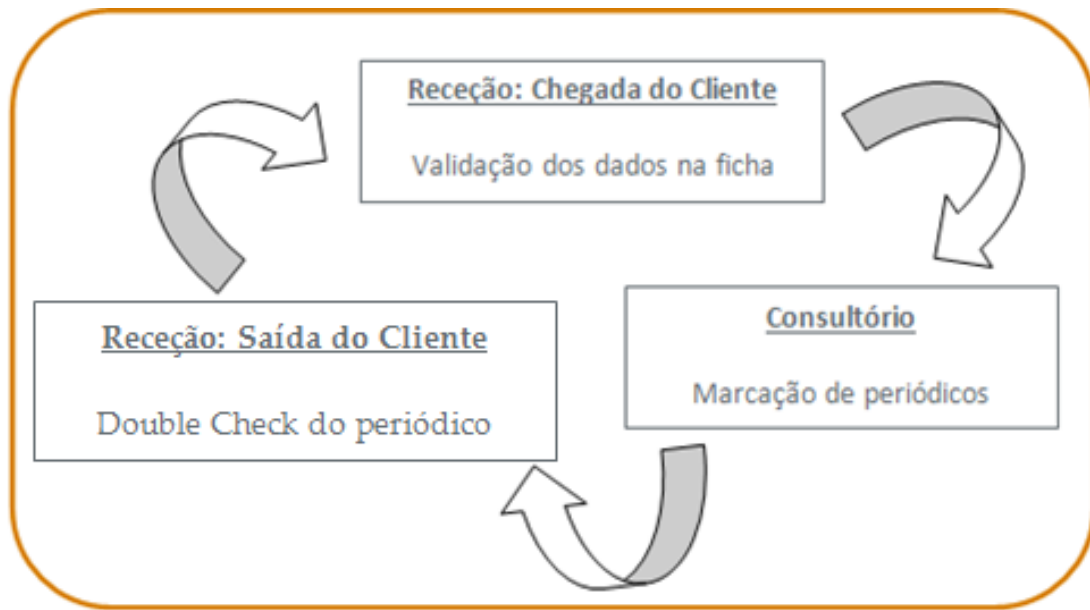 Receção: Chegada do Cliente
Validação dos dados na ficha
Consultório
Marcação de periódicos
Receção: Saída do Cliente
Double Check do periódico